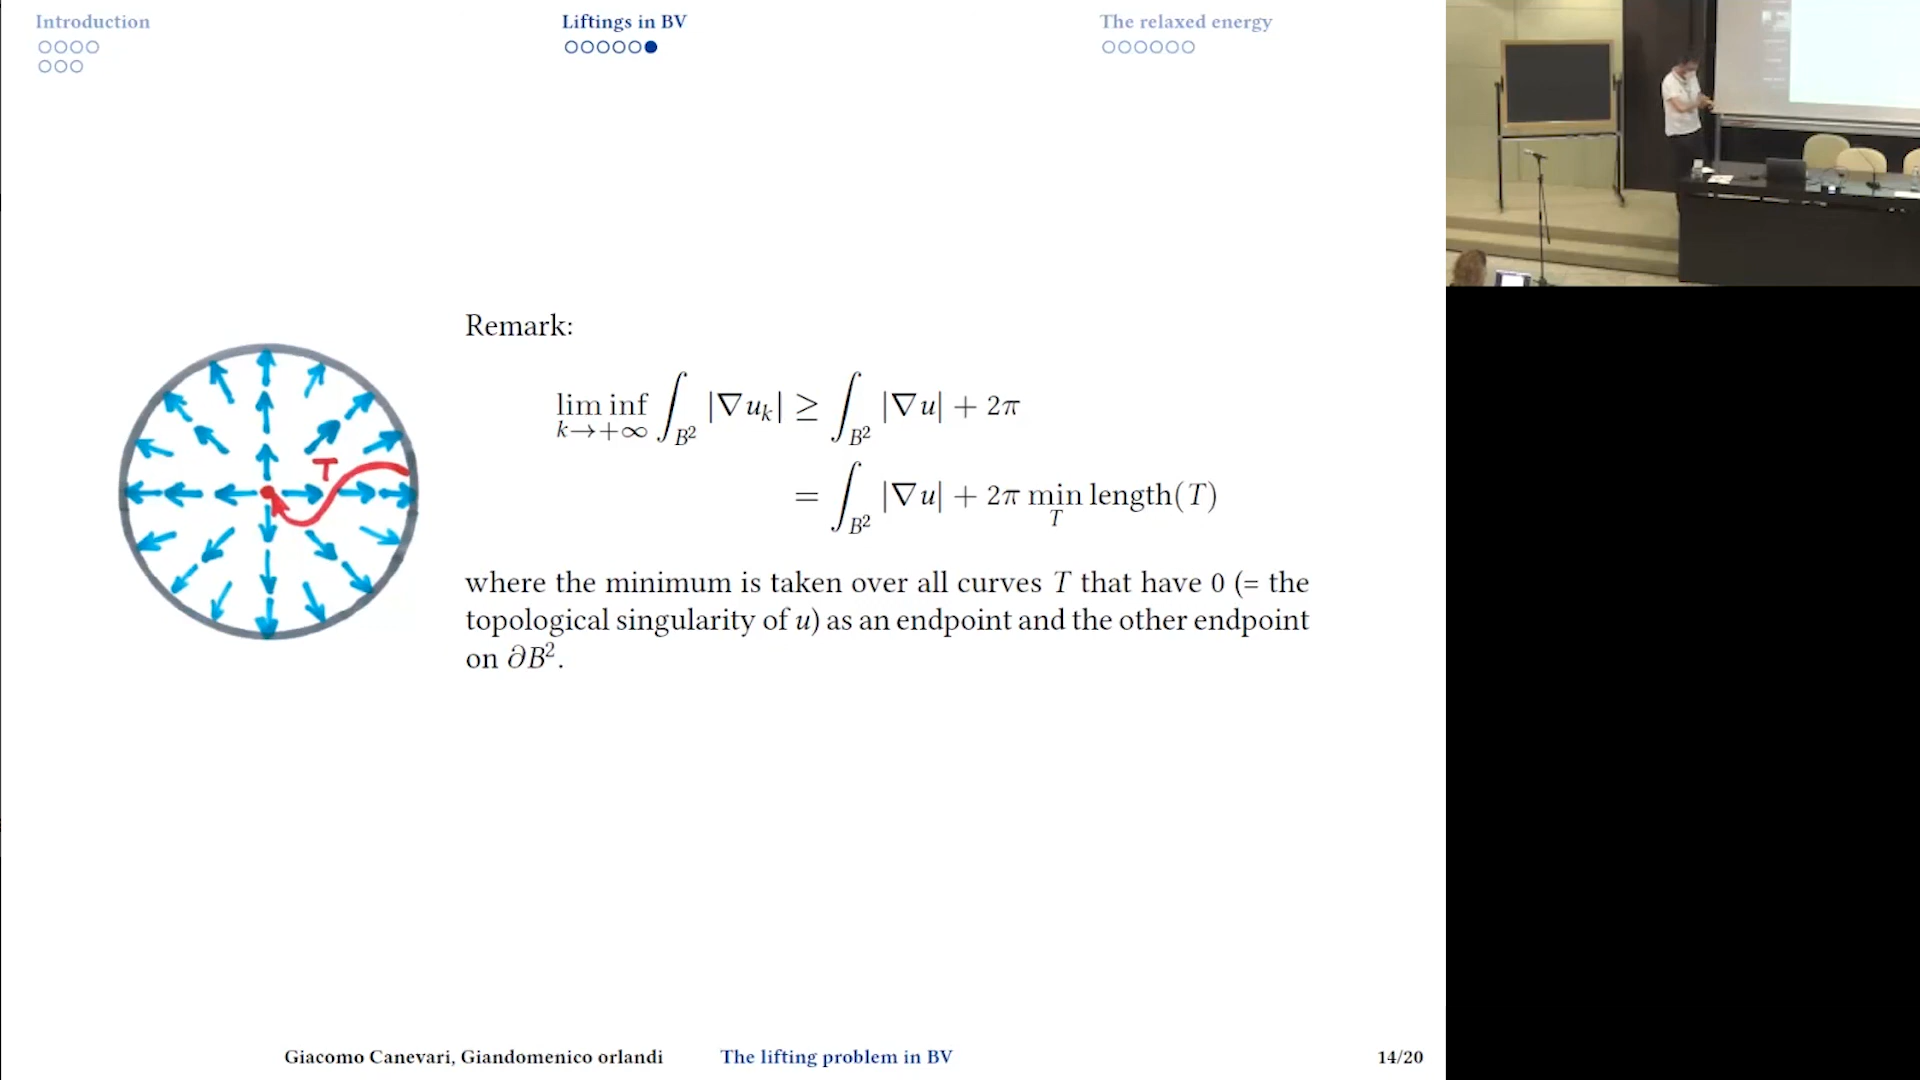 Introduction
Liftings in BV
The relaxed energy
Remark:
lim inf_{k→+∞} ∫_{B²} |∇u_k| ≥ ∫_{B²} |∇u| + 2π
= ∫_{B²} |∇u| + 2π min_T length(T)
T
where the minimum is taken over all curves T that have 0 (= the
topological singularity of u) as an endpoint and the other endpoint
on ∂B².
Giacomo Canevari, Giandomenico orlandi
The lifting problem in BV
14/20